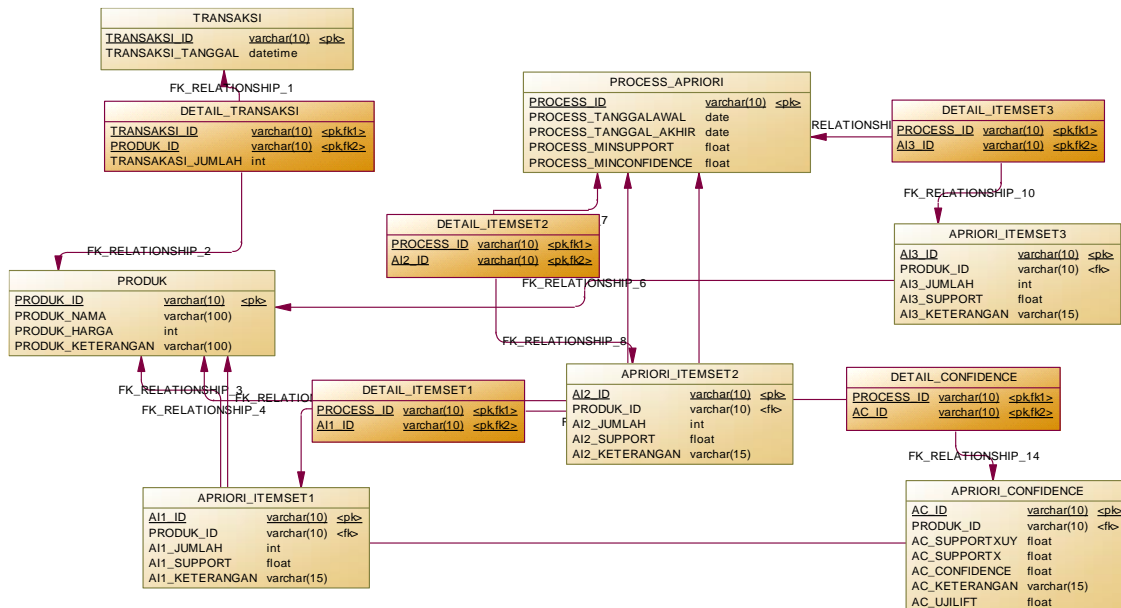 TRANSAKSI
TRANSAKSI_ID varchar(10) <pk>
TRANSAKSI_TANGGAL datetime
FK_RELATIONSHIP_1
DETAIL_TRANSAKSI
TRANSAKSI_ID varchar(10) <pk,fk1>
PRODUK_ID varchar(10) <pk,fk2>
TRANSAKASI_JUMLAH int
FK_RELATIONSHIP_2
PROCESS_APRIORI
PROCESS_ID varchar(10) <pk>
PROCESS_TANGGALAWAL date
PROCESS_TANGGAL_AKHIR date
PROCESS_MINSUPPORT float
PROCESS_MINCONFIDENCE float
RELATIONSHI
DETAIL_ITEMSET3
PROCESS_ID varchar(10) <pk,fk1>
AI3_ID varchar(10) <pk,fk2>
FK_RELATIONSHIP_10
DETAIL_ITEMSET2
PROCESS_ID varchar(10) <pk,fk1>
AI2_ID varchar(10) <pk,fk2>
7
APRIORI_ITEMSET3
AI3_ID varchar(10) <pk>
PRODUK_ID varchar(10) <fk>
AI3_JUMLAH int
AI3_SUPPORT float
AI3_KETERANGAN varchar(15)
FK_RELATIONSHIP_6
PRODUK
PRODUK_ID varchar(10) <pk>
PRODUK_NAMA varchar(100)
PRODUK_HARGA int
PRODUK_KETERANGAN varchar(100)
FK_RELATIONSHIP_8
FK_RELATIONSHIP_3
FK_RELATION
FK_RELATIONSHIP_4
DETAIL_ITEMSET1
PROCESS_ID varchar(10) <pk,fk1>
AI1_ID varchar(10) <pk,fk2>
APRIORI_ITEMSET2
AI2_ID varchar(10) <pk>
PRODUK_ID varchar(10) <fk>
AI2_JUMLAH int
AI2_SUPPORT float
AI2_KETERANGAN varchar(15)
DETAIL_CONFIDENCE
PROCESS_ID varchar(10) <pk,fk1>
AC_ID varchar(10) <pk,fk2>
FK_RELATIONSHIP_14
APRIORI_ITEMSET1
AI1_ID varchar(10) <pk>
PRODUK_ID varchar(10) <fk>
AI1_JUMLAH int
AI1_SUPPORT float
AI1_KETERANGAN varchar(15)
APRIORI_CONFIDENCE
AC_ID varchar(10) <pk>
PRODUK_ID varchar(10) <fk>
AC_SUPPORTXUY float
AC_SUPPORTX float
AC_CONFIDENCE float
AC_KETERANGAN varchar(15)
AC_UJILIFT float